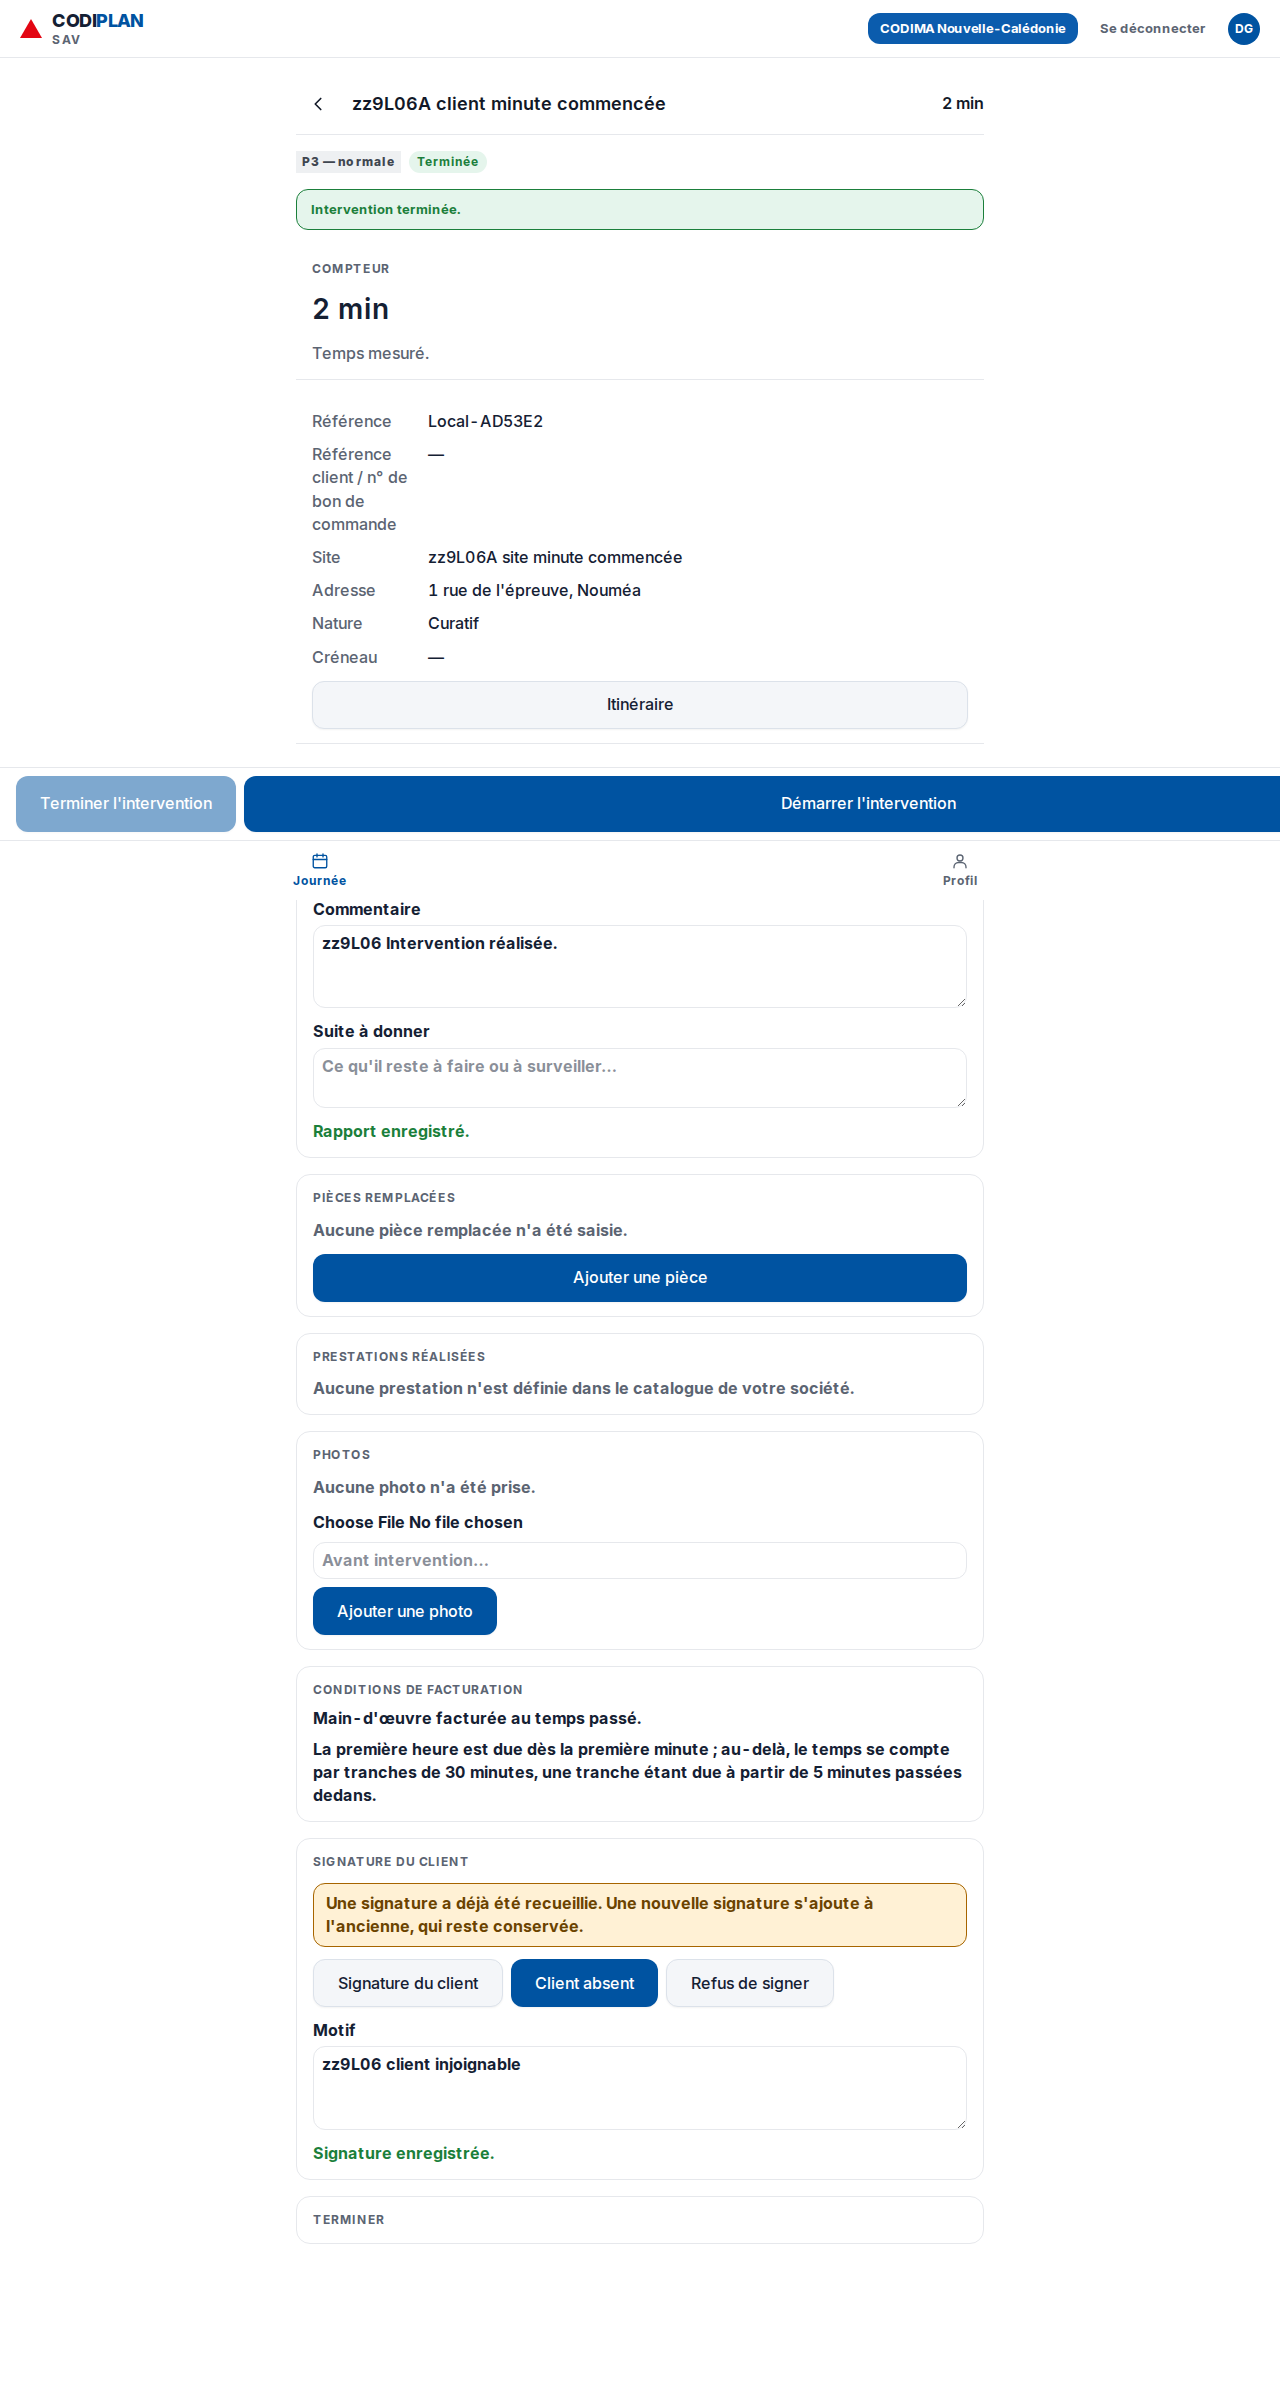 CODIPLAN
SAV
CODIMA Nouvelle-Calédonie
Se déconnecter
DG
zz9L06A client minute commencée
2 min
P3 — normale
Terminée
Intervention terminée.
COMPTEUR
2 min
Temps mesuré.
Référence
Local-AD53E2
Référence
client / n° de
bon de
commande
—
Site
zz9L06A site minute commencée
Adresse
1 rue de l'épreuve, Nouméa
Nature
Curatif
Créneau
—
Itinéraire
Terminer l'intervention
Démarrer l'intervention
Journée
Profil
Commentaire
zz9L06 Intervention réalisée.
Suite à donner
Ce qu'il reste à faire ou à surveiller...
Rapport enregistré.
PIÈCES REMPLACÉES
Aucune pièce remplacée n'a été saisie.
Ajouter une pièce
PRESTATIONS RÉALISÉES
Aucune prestation n'est définie dans le catalogue de votre société.
PHOTOS
Aucune photo n'a été prise.
Choose File No file chosen
Avant intervention...
Ajouter une photo
CONDITIONS DE FACTURATION
Main-d'œuvre facturée au temps passé.
La première heure est due dès la première minute ; au-delà, le temps se compte
par tranches de 30 minutes, une tranche étant due à partir de 5 minutes passées
dedans.
SIGNATURE DU CLIENT
Une signature a déjà été recueillie. Une nouvelle signature s'ajoute à
l'ancienne, qui reste conservée.
Signature du client
Client absent
Refus de signer
Motif
zz9L06 client injoignable
Signature enregistrée.
TERMINER